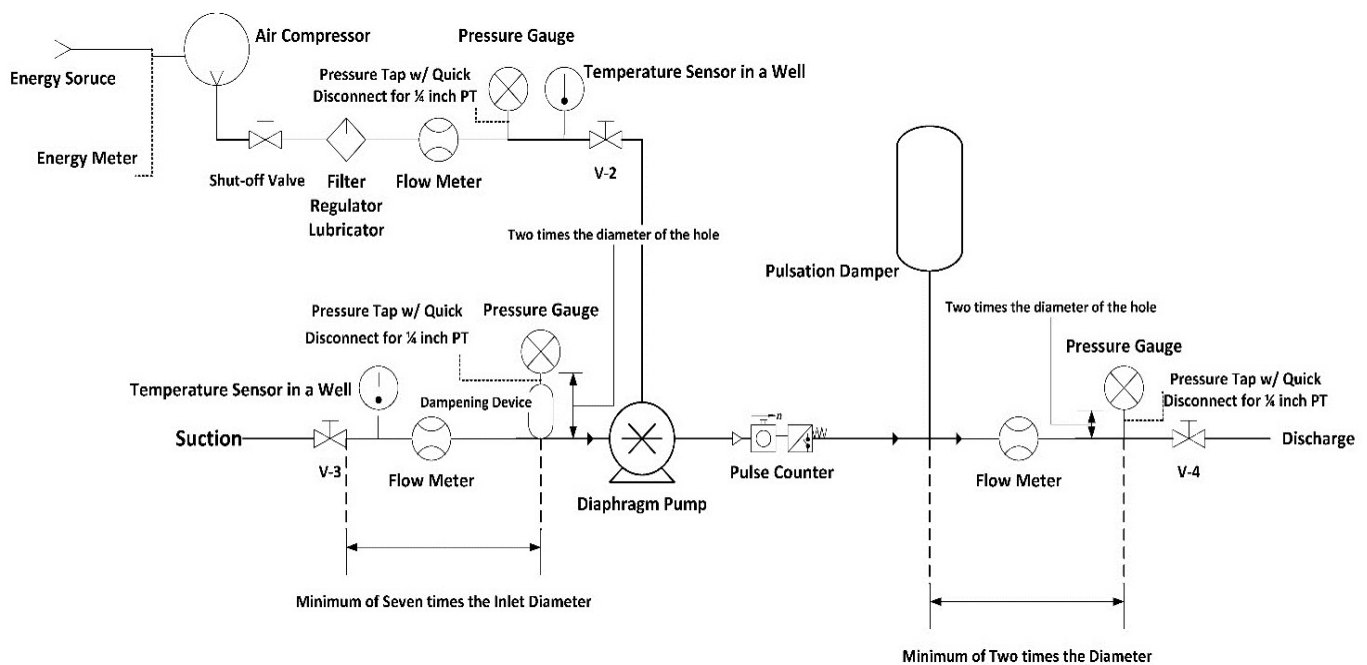 Air Compressor
Pressure Gauge
Energy Soruce
Pressure Tap w/ Quick
Disconnect for ¼ inch PT
Temperature Sensor in a Well
Energy Meter
Shut-off Valve
Filter
Regulator
Lubricator
Flow Meter
V-2
Two times the diameter of the hole
Pulsation Damper
Pressure Tap w/ Quick
Disconnect for ¼ inch PT
Pressure Gauge
Two times the diameter of the hole
Pressure Gauge
Temperature Sensor in a Well
Dampening Device
Pressure Tap w/ Quick
Disconnect for ¼ inch PT
Suction
n
Discharge
V-3
Flow Meter
Diaphragm Pump
Pulse Counter
Flow Meter
V-4
Minimum of Seven times the Inlet Diameter
Minimum of Two times the Diameter